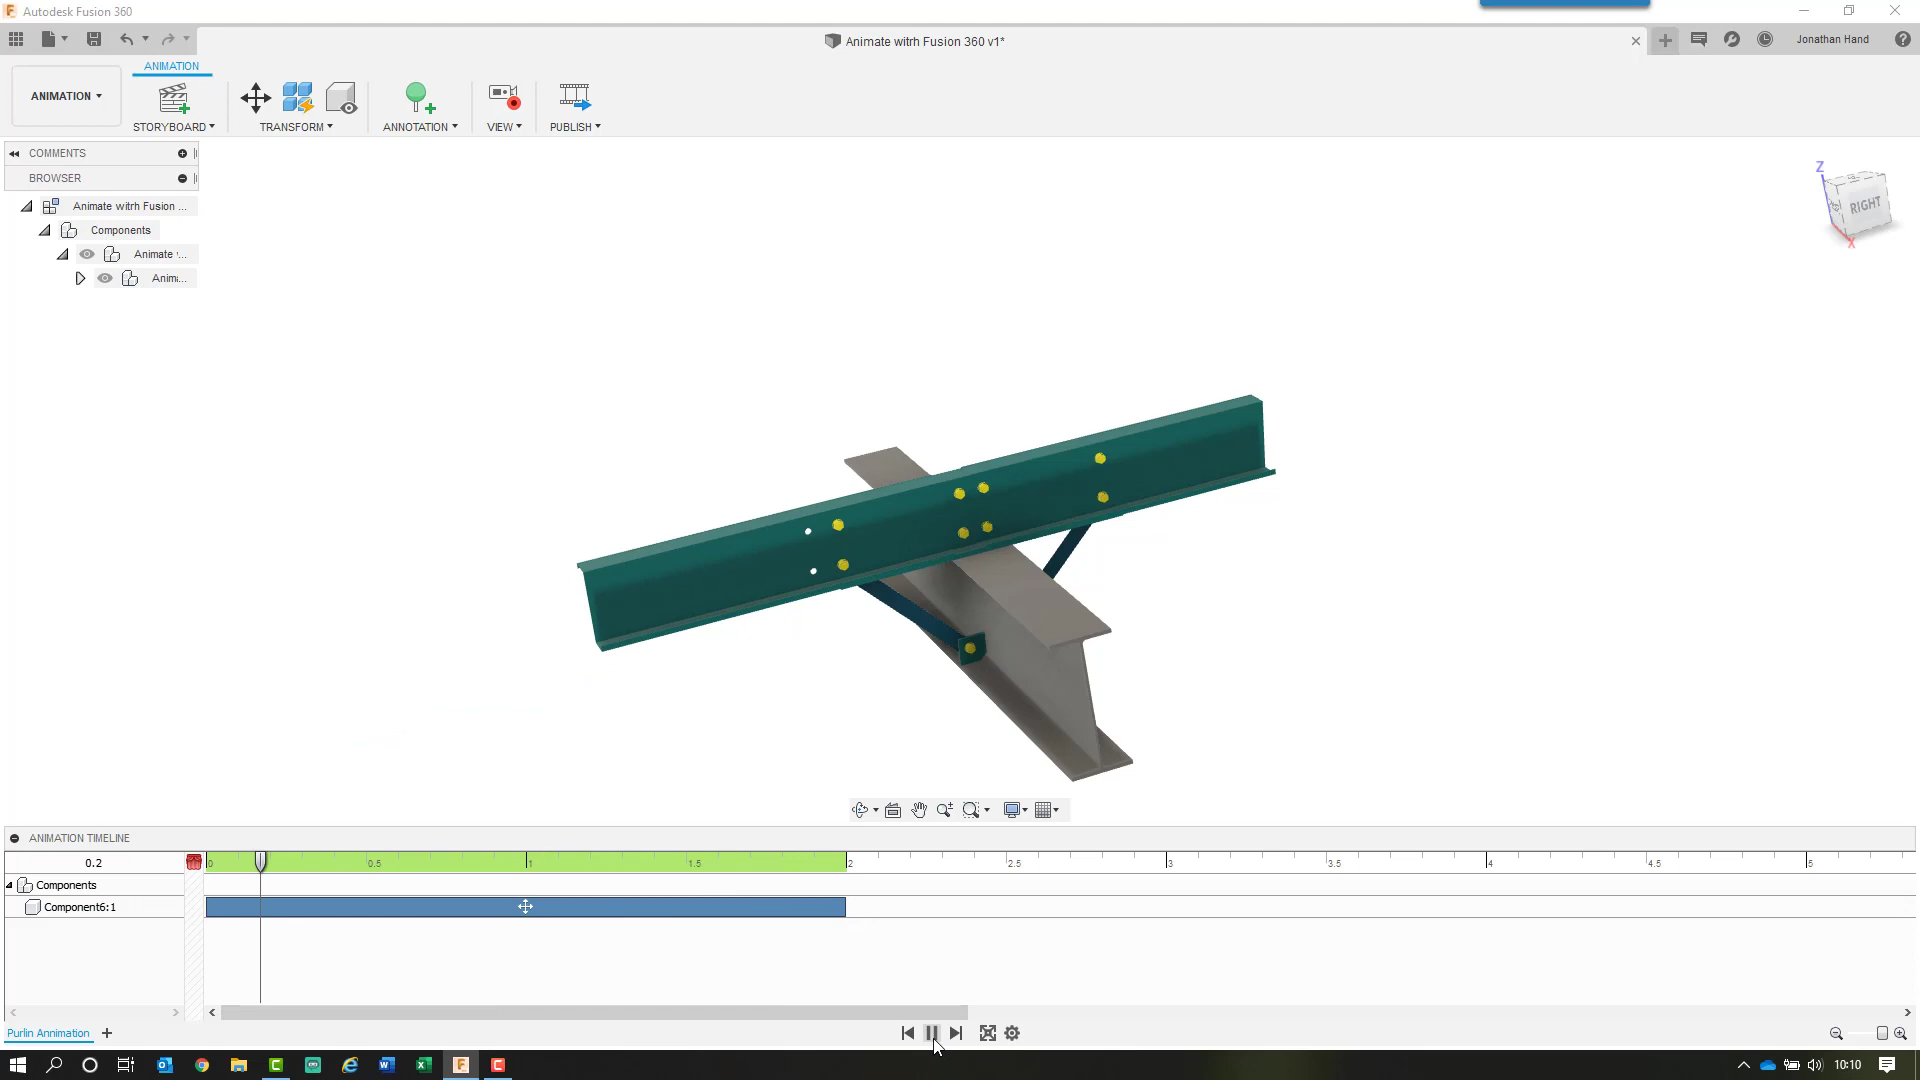 Autodesk Fusion 360
Animate witrh Fusion 360 v1*
Jonathan Hand
ANIMATION
ANIMATION
STORYBOARD
TRANSFORM
ANNOTATION
VIEW
PUBLISH
COMMENTS
BROWSER
Animate witrh Fusion ...
Components
Animate ...
Anim...
Z
RIGHT
X
ANIMATION TIMELINE
0.2
0 0.5 1 1.5 2 2.5 3 3.5 4 4.5 5
Components
Component6:1
Purlin Annimation
10:10